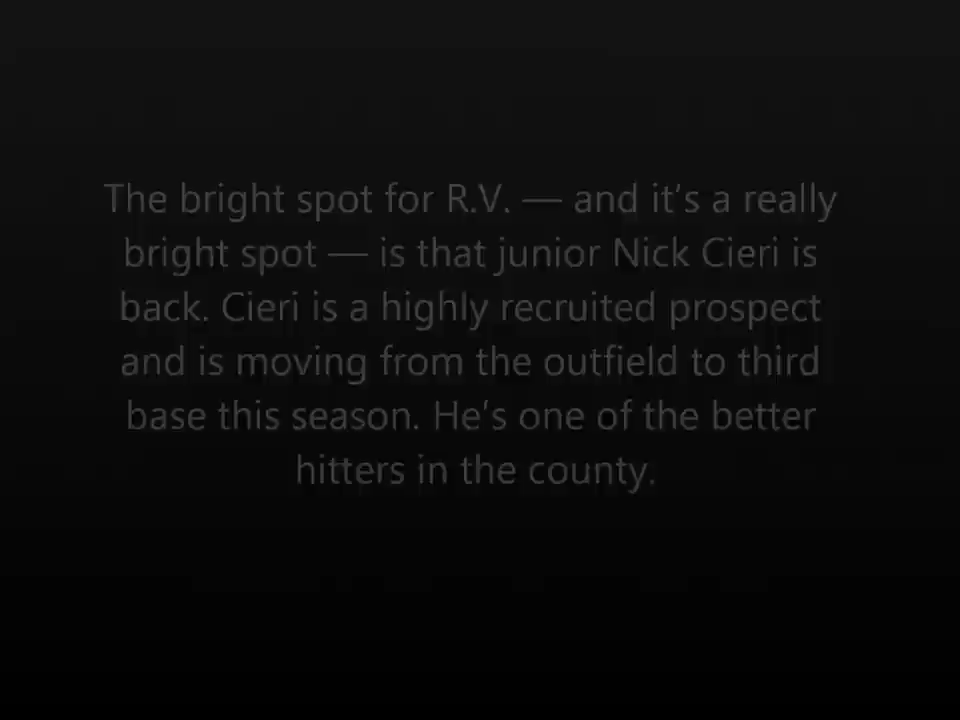 The bright spot for R.V. — and it's a really
bright spot — is that junior Nick Cieri is
back. Cieri is a highly recruited prospect
and is moving from the outfield to third
base this season. He's one of the better
hitters in the county.